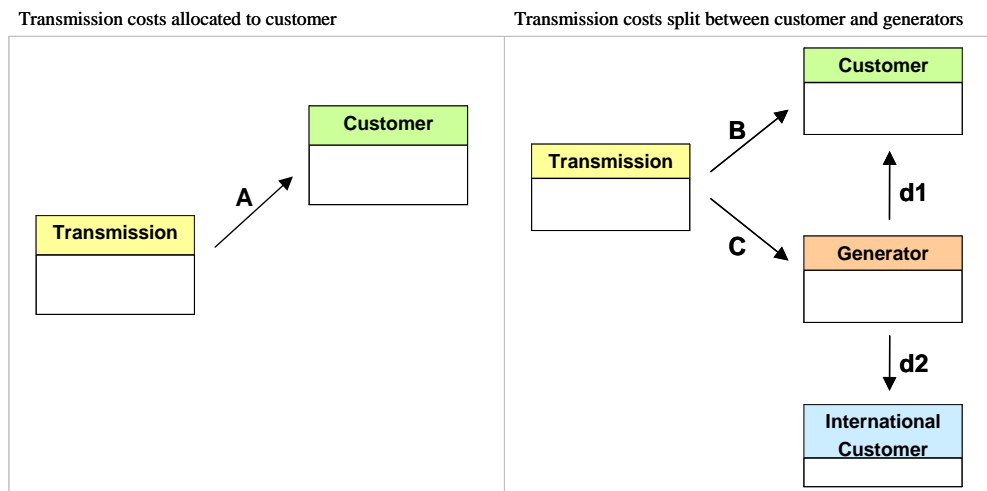 Transmission costs allocated to customer
Customer
A
Transmission
Transmission costs split between customer and generators
Customer
B
Transmission
d1
C
Generator
d2
International
Customer